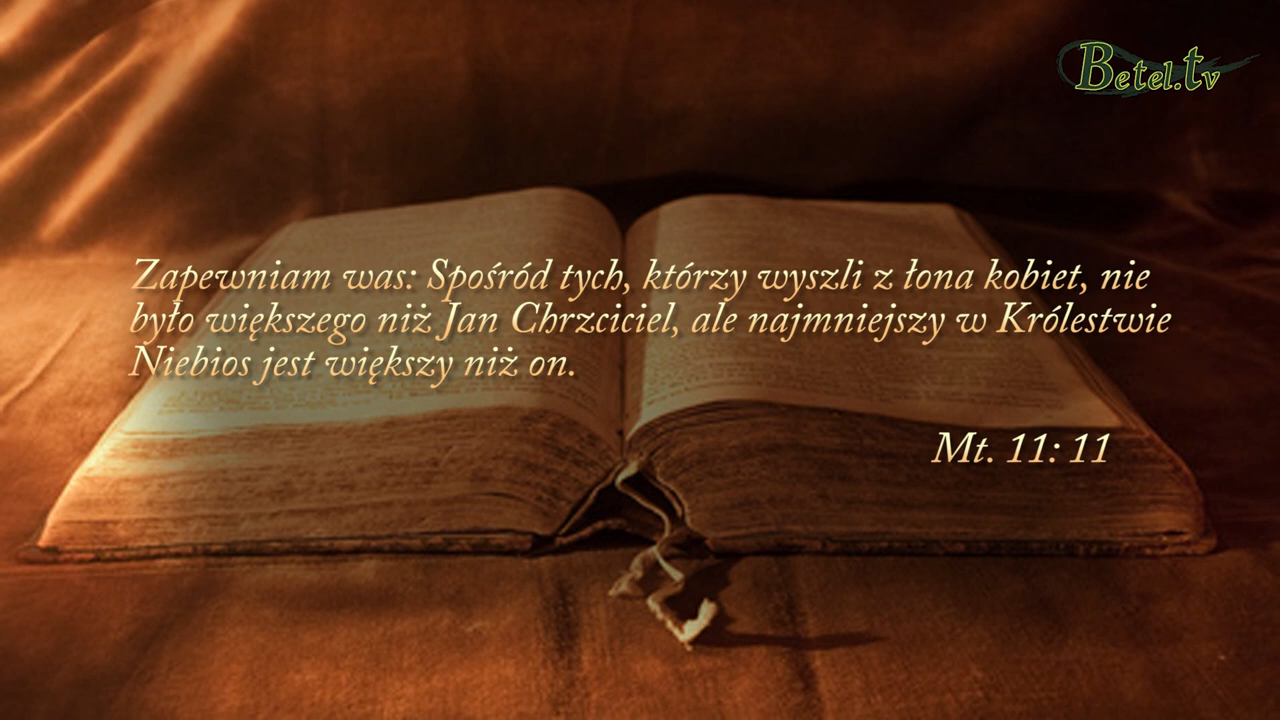 Betel.tv
Zapewniam was: Spośród tych, którzy wyszli z łona kobiet, nie
było większego niż Jan Chrzciciel, ale najmniejszy w Królestwie
Niebios jest większy niż on.
Mt. 11: 11